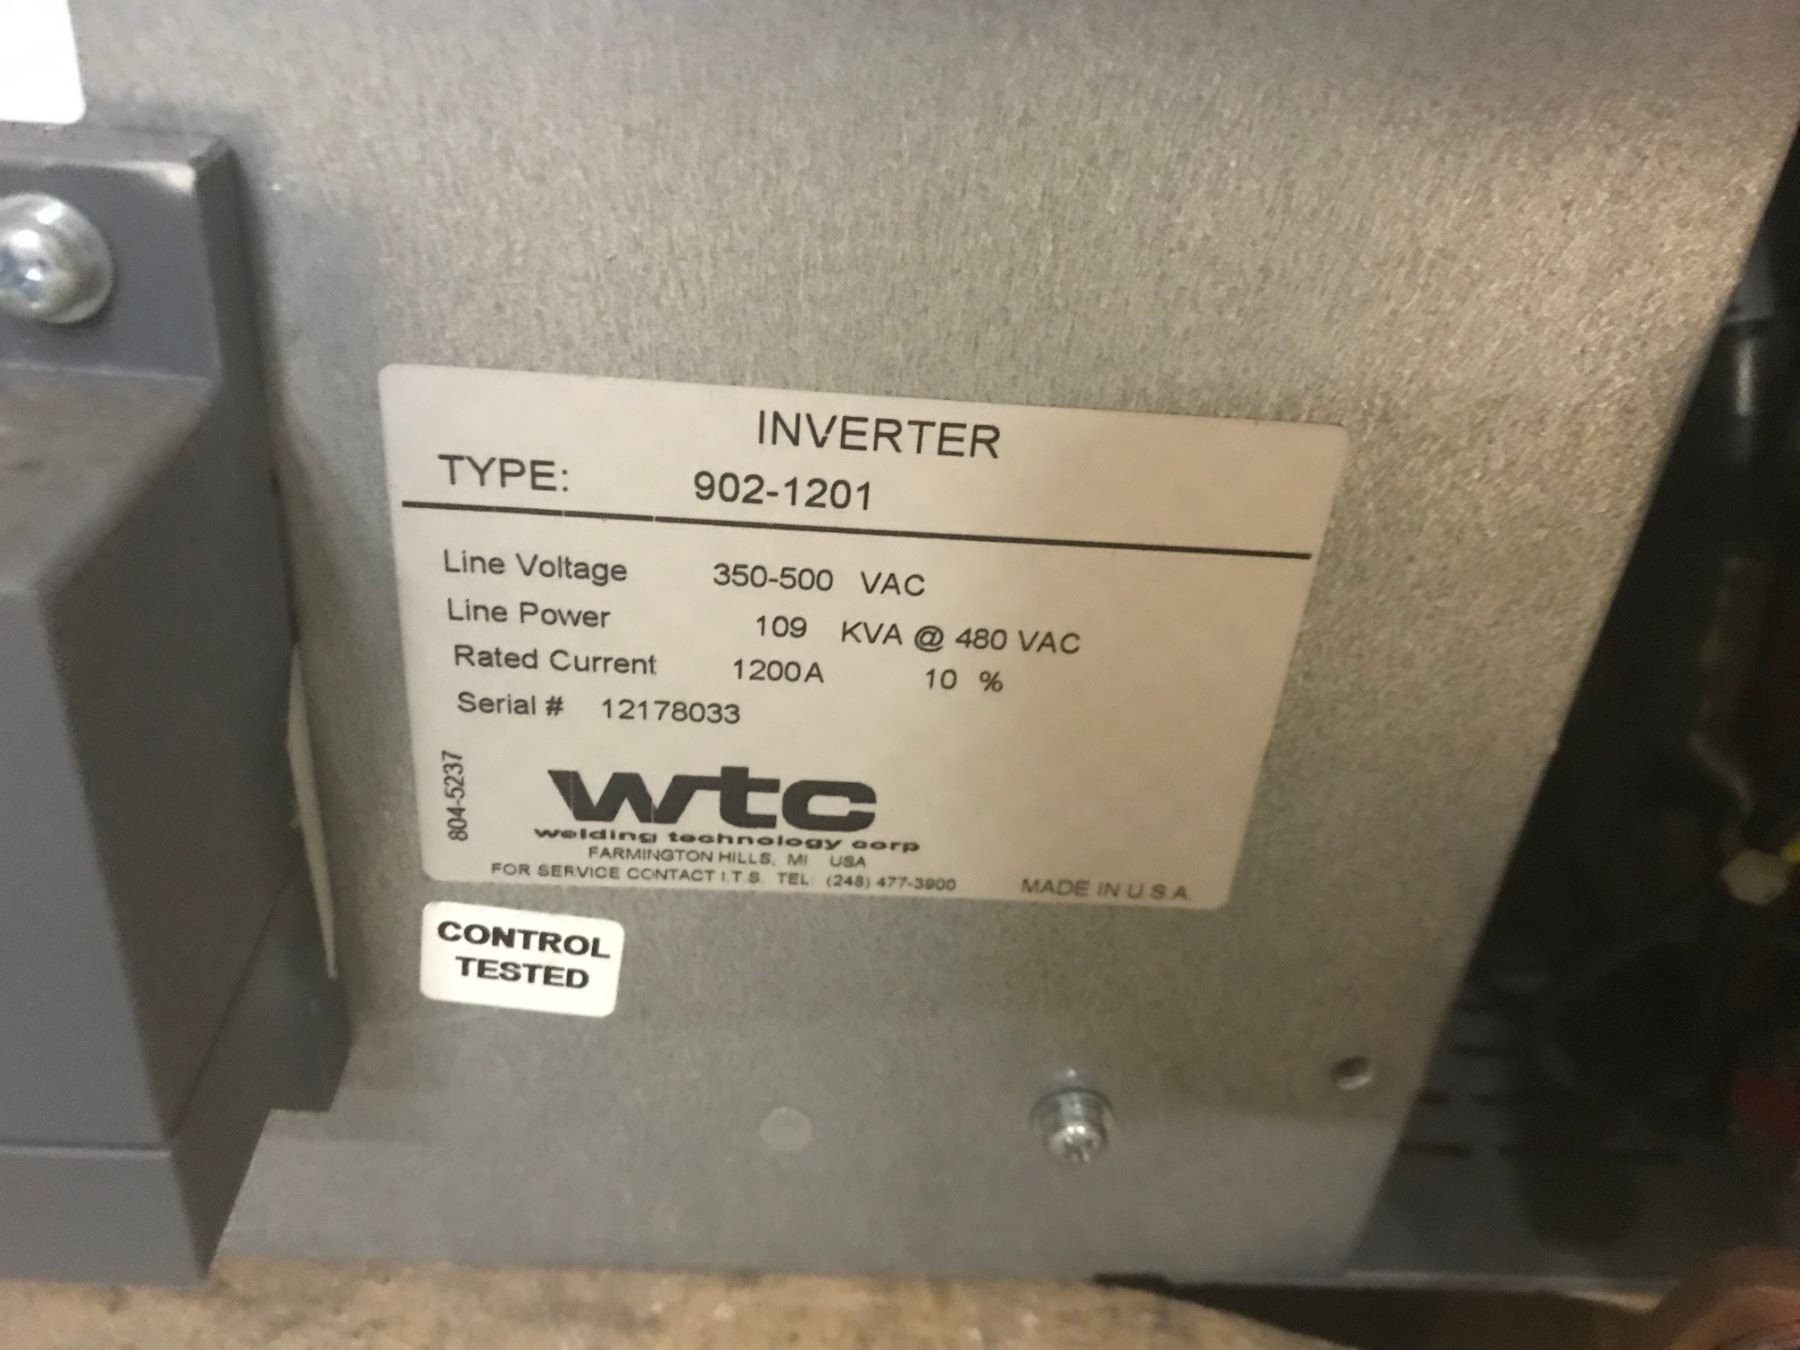 INVERTER
TYPE: 902-1201
Line Voltage 350-500 VAC
Line Power 109 KVA @ 480 VAC
Rated Current 1200A 10 %
Serial # 12178033
804-5237
wtc
welding technology corp
FARMINGTON HILLS, MI USA
FOR SERVICE CONTACT I.T.S. TEL: (248) 477-3900 MADE IN U.S.A.
CONTROL
TESTED